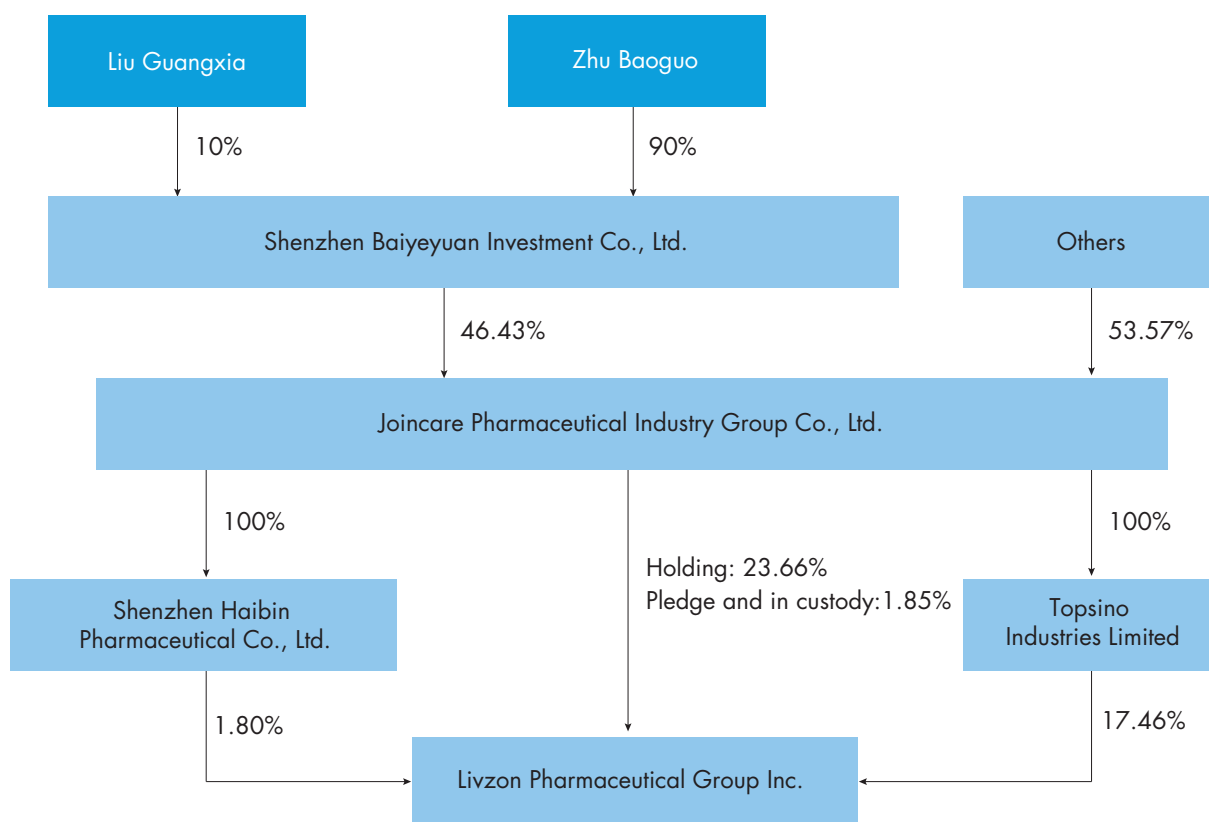 Liu Guangxia
Zhu Baoguo
10%
90%
Shenzhen Baiyeyuan Investment Co., Ltd.
Others
46.43%
53.57%
Joincare Pharmaceutical Industry Group Co., Ltd.
100%
Holding: 23.66%
Pledge and in custody:1.85%
100%
Shenzhen Haibin
Pharmaceutical Co., Ltd.
Topsino
Industries Limited
1.80%
17.46%
Livzon Pharmaceutical Group Inc.